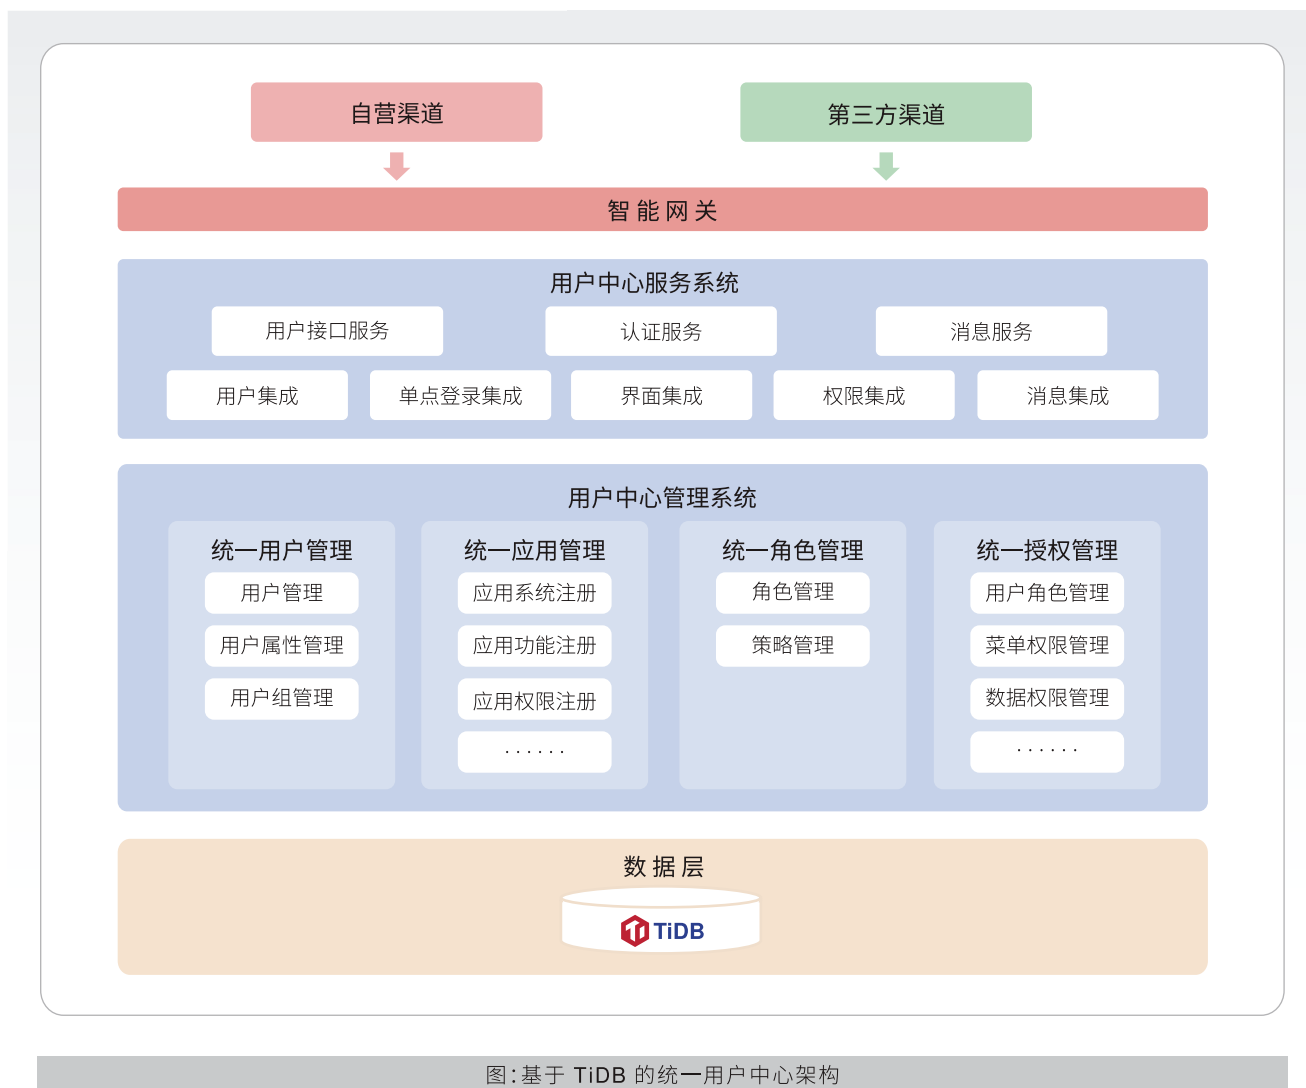 自营渠道
第三方渠道
智能网关
用户中心服务系统
用户接口服务
认证服务
消息服务
用户集成
单点登录集成
界面集成
权限集成
消息集成
用户中心管理系统
统一用户管理
用户管理
用户属性管理
用户组管理
统一应用管理
应用系统注册
应用功能注册
应用权限注册
······
统一角色管理
角色管理
策略管理
统一授权管理
用户角色管理
菜单权限管理
数据权限管理
······
数据层
TiDB
图:基于 TiDB 的统一用户中心架构